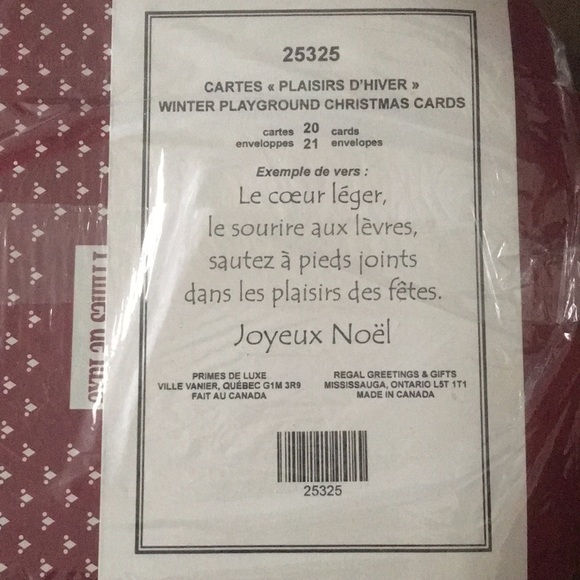 25325
CARTES « PLAISIRS D'HIVER »
WINTER PLAYGROUND CHRISTMAS CARDS
cartes 20 cards
enveloppes 21 envelopes
Exemple de vers :
Le cœur léger,
le sourire aux lèvres,
sautez à pieds joints
dans les plaisirs des fêtes.
Joyeux Noël
PRIMES DE LUXE REGAL GREETINGS & GIFTS
VILLE VANIER, QUÉBEC G1M 3R9 MISSISSAUGA, ONTARIO L5T 1T1
FAIT AU CANADA MADE IN CANADA
25325